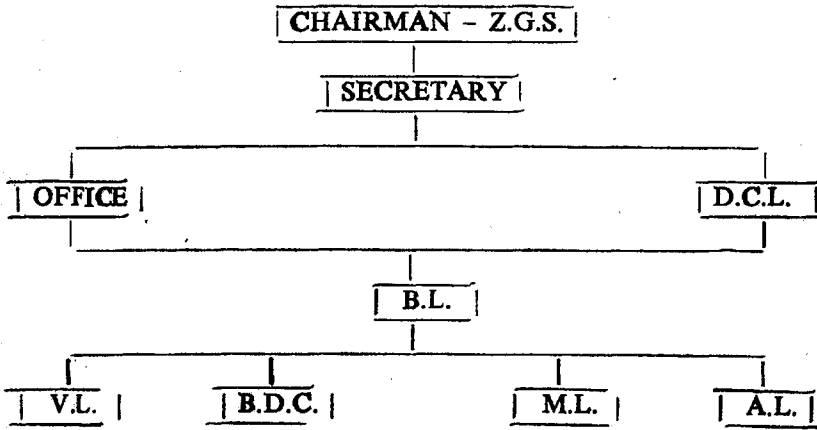 CHAIRMAN – Z.G.S.
SECRETARY
OFFICE D.C.L.
B.L.
V.L. B.D.C. M.L. A.L.